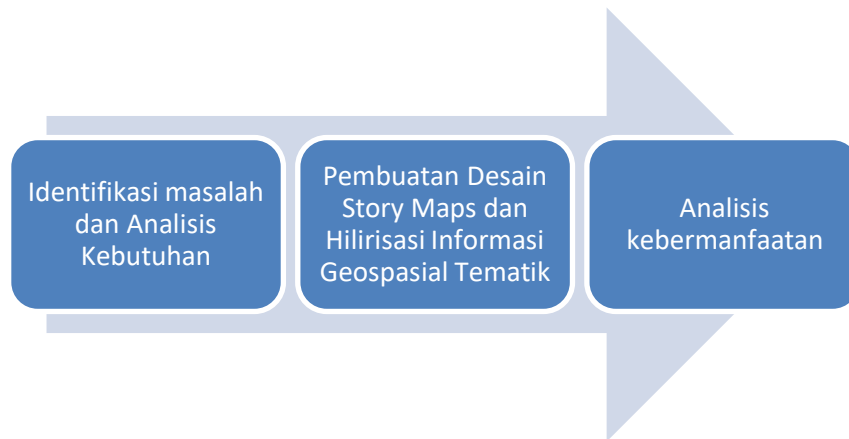 Identifikasi masalah
dan Analisis
Kebutuhan
Pembuatan Desain
Story Maps dan
Hilirisasi Informasi
Geospasial Tematik
Analisis
kebermanfaatan